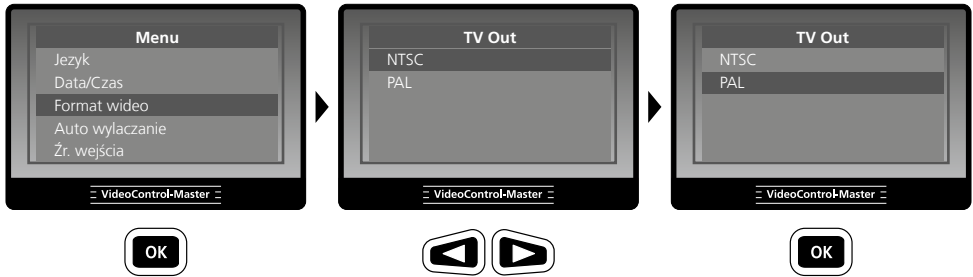 Menu
Jezyk
Data/Czas
Format wideo
Auto wylaczanie
Źr. wejścia
VideoControl-Master
OK
TV Out
NTSC
PAL
VideoControl-Master
TV Out
NTSC
PAL
VideoControl-Master
OK